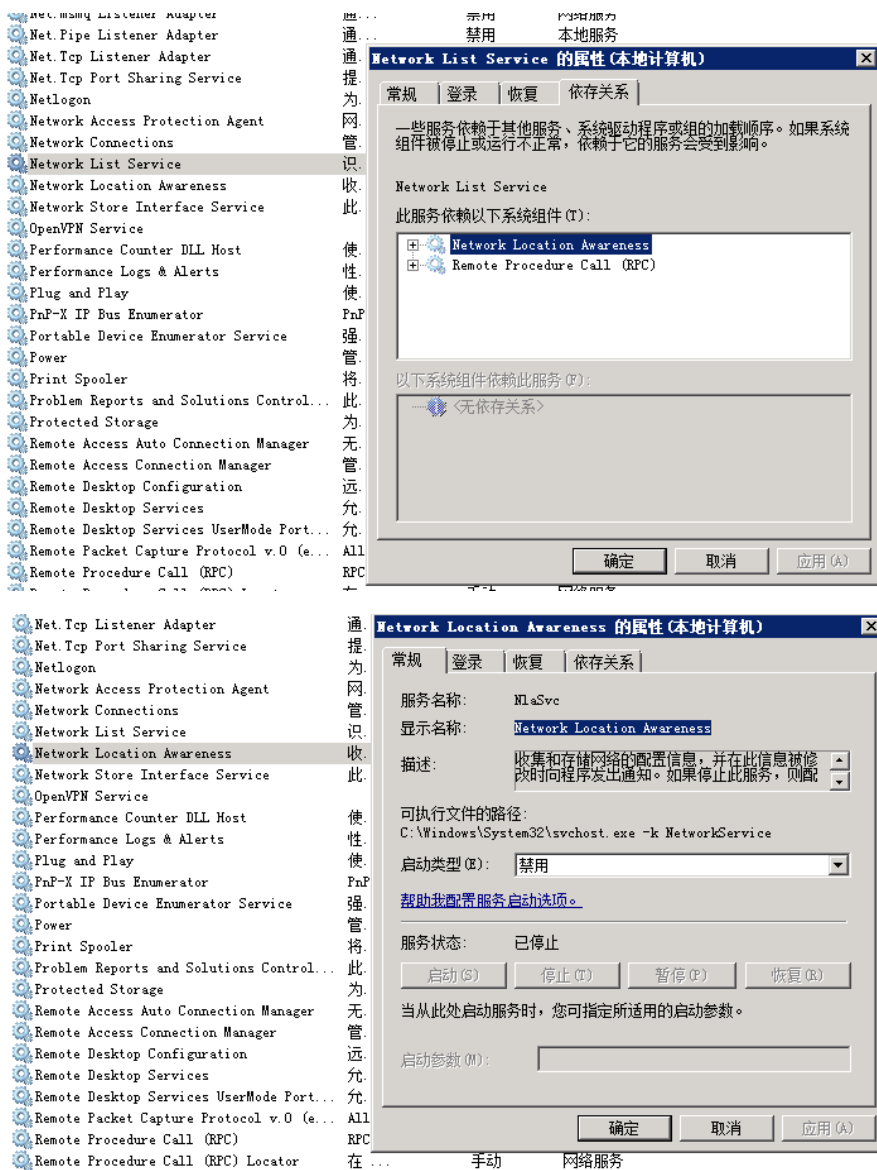 Net.Msmq Listener Adapter 通... 禁用 网络服务
Net.Pipe Listener Adapter 通... 禁用 本地服务
Net.Tcp Listener Adapter 通.
Net.Tcp Port Sharing Service 提.
Netlogon 为.
Network Access Protection Agent 网.
Network Connections 管.
Network List Service 识.
Network Location Awareness 收.
Network Store Interface Service 此.
OpenVPN Service
Performance Counter DLL Host 使.
Performance Logs & Alerts 性.
Plug and Play 使.
PnP-X IP Bus Enumerator PnP
Portable Device Enumerator Service 强.
Power 管.
Print Spooler 将.
Problem Reports and Solutions Control... 此.
Protected Storage 为.
Remote Access Auto Connection Manager 无.
Remote Access Connection Manager 管.
Remote Desktop Configuration 远.
Remote Desktop Services 允.
Remote Desktop Services UserMode Port... 允.
Remote Packet Capture Protocol v.0 (e... All
Remote Procedure Call (RPC) RPC
Network List Service 的属性(本地计算机)
常规 登录 恢复 依存关系
一些服务依赖于其他服务、系统驱动程序或组的加载顺序。如果系统
组件被停止或运行不正常，依赖于它的服务会受到影响。
Network List Service
此服务依赖以下系统组件(T):
Network Location Awareness
Remote Procedure Call (RPC)
以下系统组件依赖此服务(F):
<无依存关系>
确定 取消 应用(A)
Net.Tcp Listener Adapter 通.
Net.Tcp Port Sharing Service 提.
Netlogon 为.
Network Access Protection Agent 网.
Network Connections 管.
Network List Service 识.
Network Location Awareness 收.
Network Store Interface Service 此.
OpenVPN Service
Performance Counter DLL Host 使.
Performance Logs & Alerts 性.
Plug and Play 使.
PnP-X IP Bus Enumerator PnP
Portable Device Enumerator Service 强.
Power 管.
Print Spooler 将.
Problem Reports and Solutions Control... 此.
Protected Storage 为.
Remote Access Auto Connection Manager 无.
Remote Access Connection Manager 管.
Remote Desktop Configuration 远.
Remote Desktop Services 允.
Remote Desktop Services UserMode Port... 允.
Remote Packet Capture Protocol v.0 (e... All
Remote Procedure Call (RPC) RPC
Remote Procedure Call (RPC) Locator 在 ... 手动 网络服务
Network Location Awareness 的属性(本地计算机)
常规 登录 恢复 依存关系
服务名称: NlaSvc
显示名称: Network Location Awareness
描述: 收集和存储网络的配置信息，并在此信息被修
改时向程序发出通知。如果停止此服务，则配
可执行文件的路径:
C:\Windows\System32\svchost.exe -k NetworkService
启动类型(E): 禁用
帮助我配置服务启动选项。
服务状态: 已停止
启动(S) 停止(T) 暂停(P) 恢复(R)
当从此处启动服务时，您可指定所适用的启动参数。
启动参数(M):
确定 取消 应用(A)